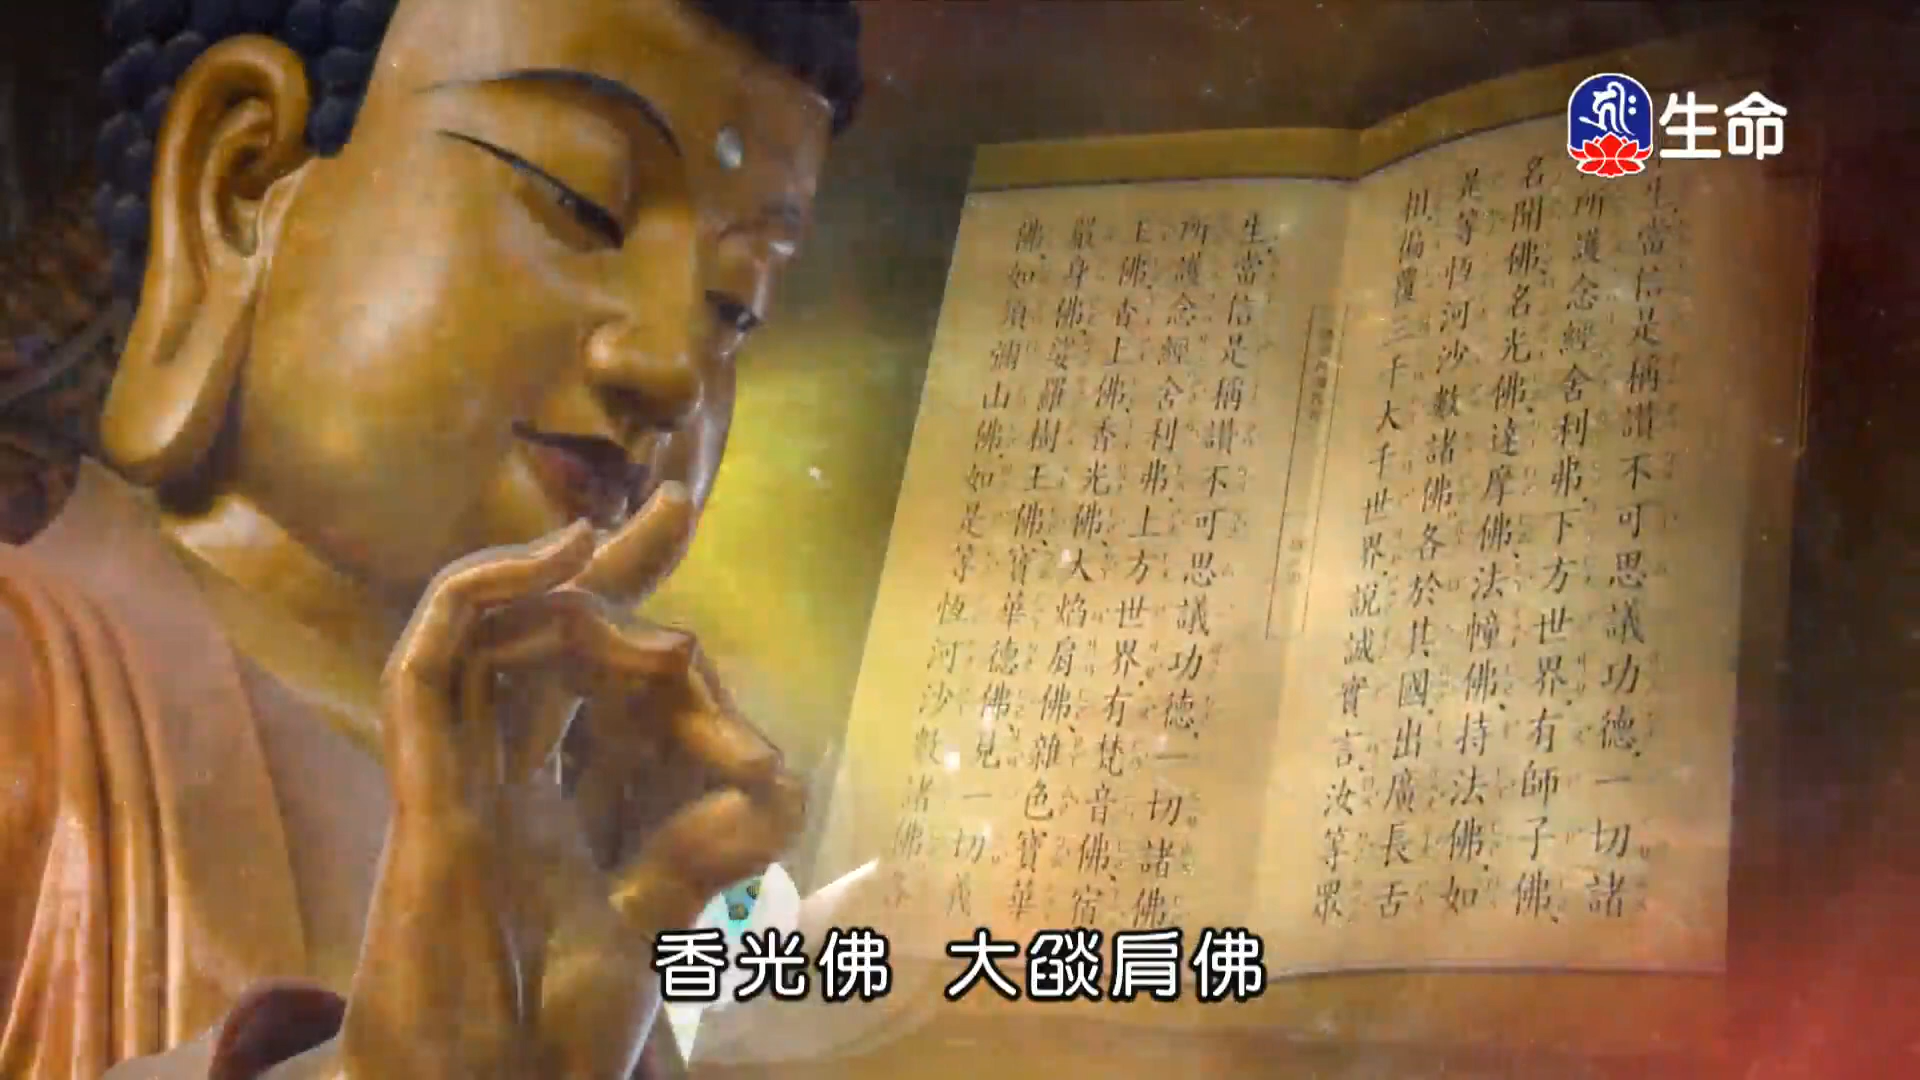 生命
生、當信是稱讚不可思議功德、一切諸
所護念經舍利弗、下方世界、有師子佛、
名聞佛、名光佛、達摩佛、法幢佛、持法佛、如
是等恆河沙數諸佛各於其國、出廣長舌
相、徧覆三千大千世界、說誠實言、汝等眾
生、當信是稱讚不可思議功德、一切諸佛
所護念經舍利弗、上方世界、有梵音佛、宿
王佛、香上佛、香光佛、大焰肩佛、雜色寶華
嚴身佛、娑羅樹王佛、寶華德佛、見一切義
佛、如須彌山佛、如是等恆河沙數諸佛各
香光佛 大燄肩佛